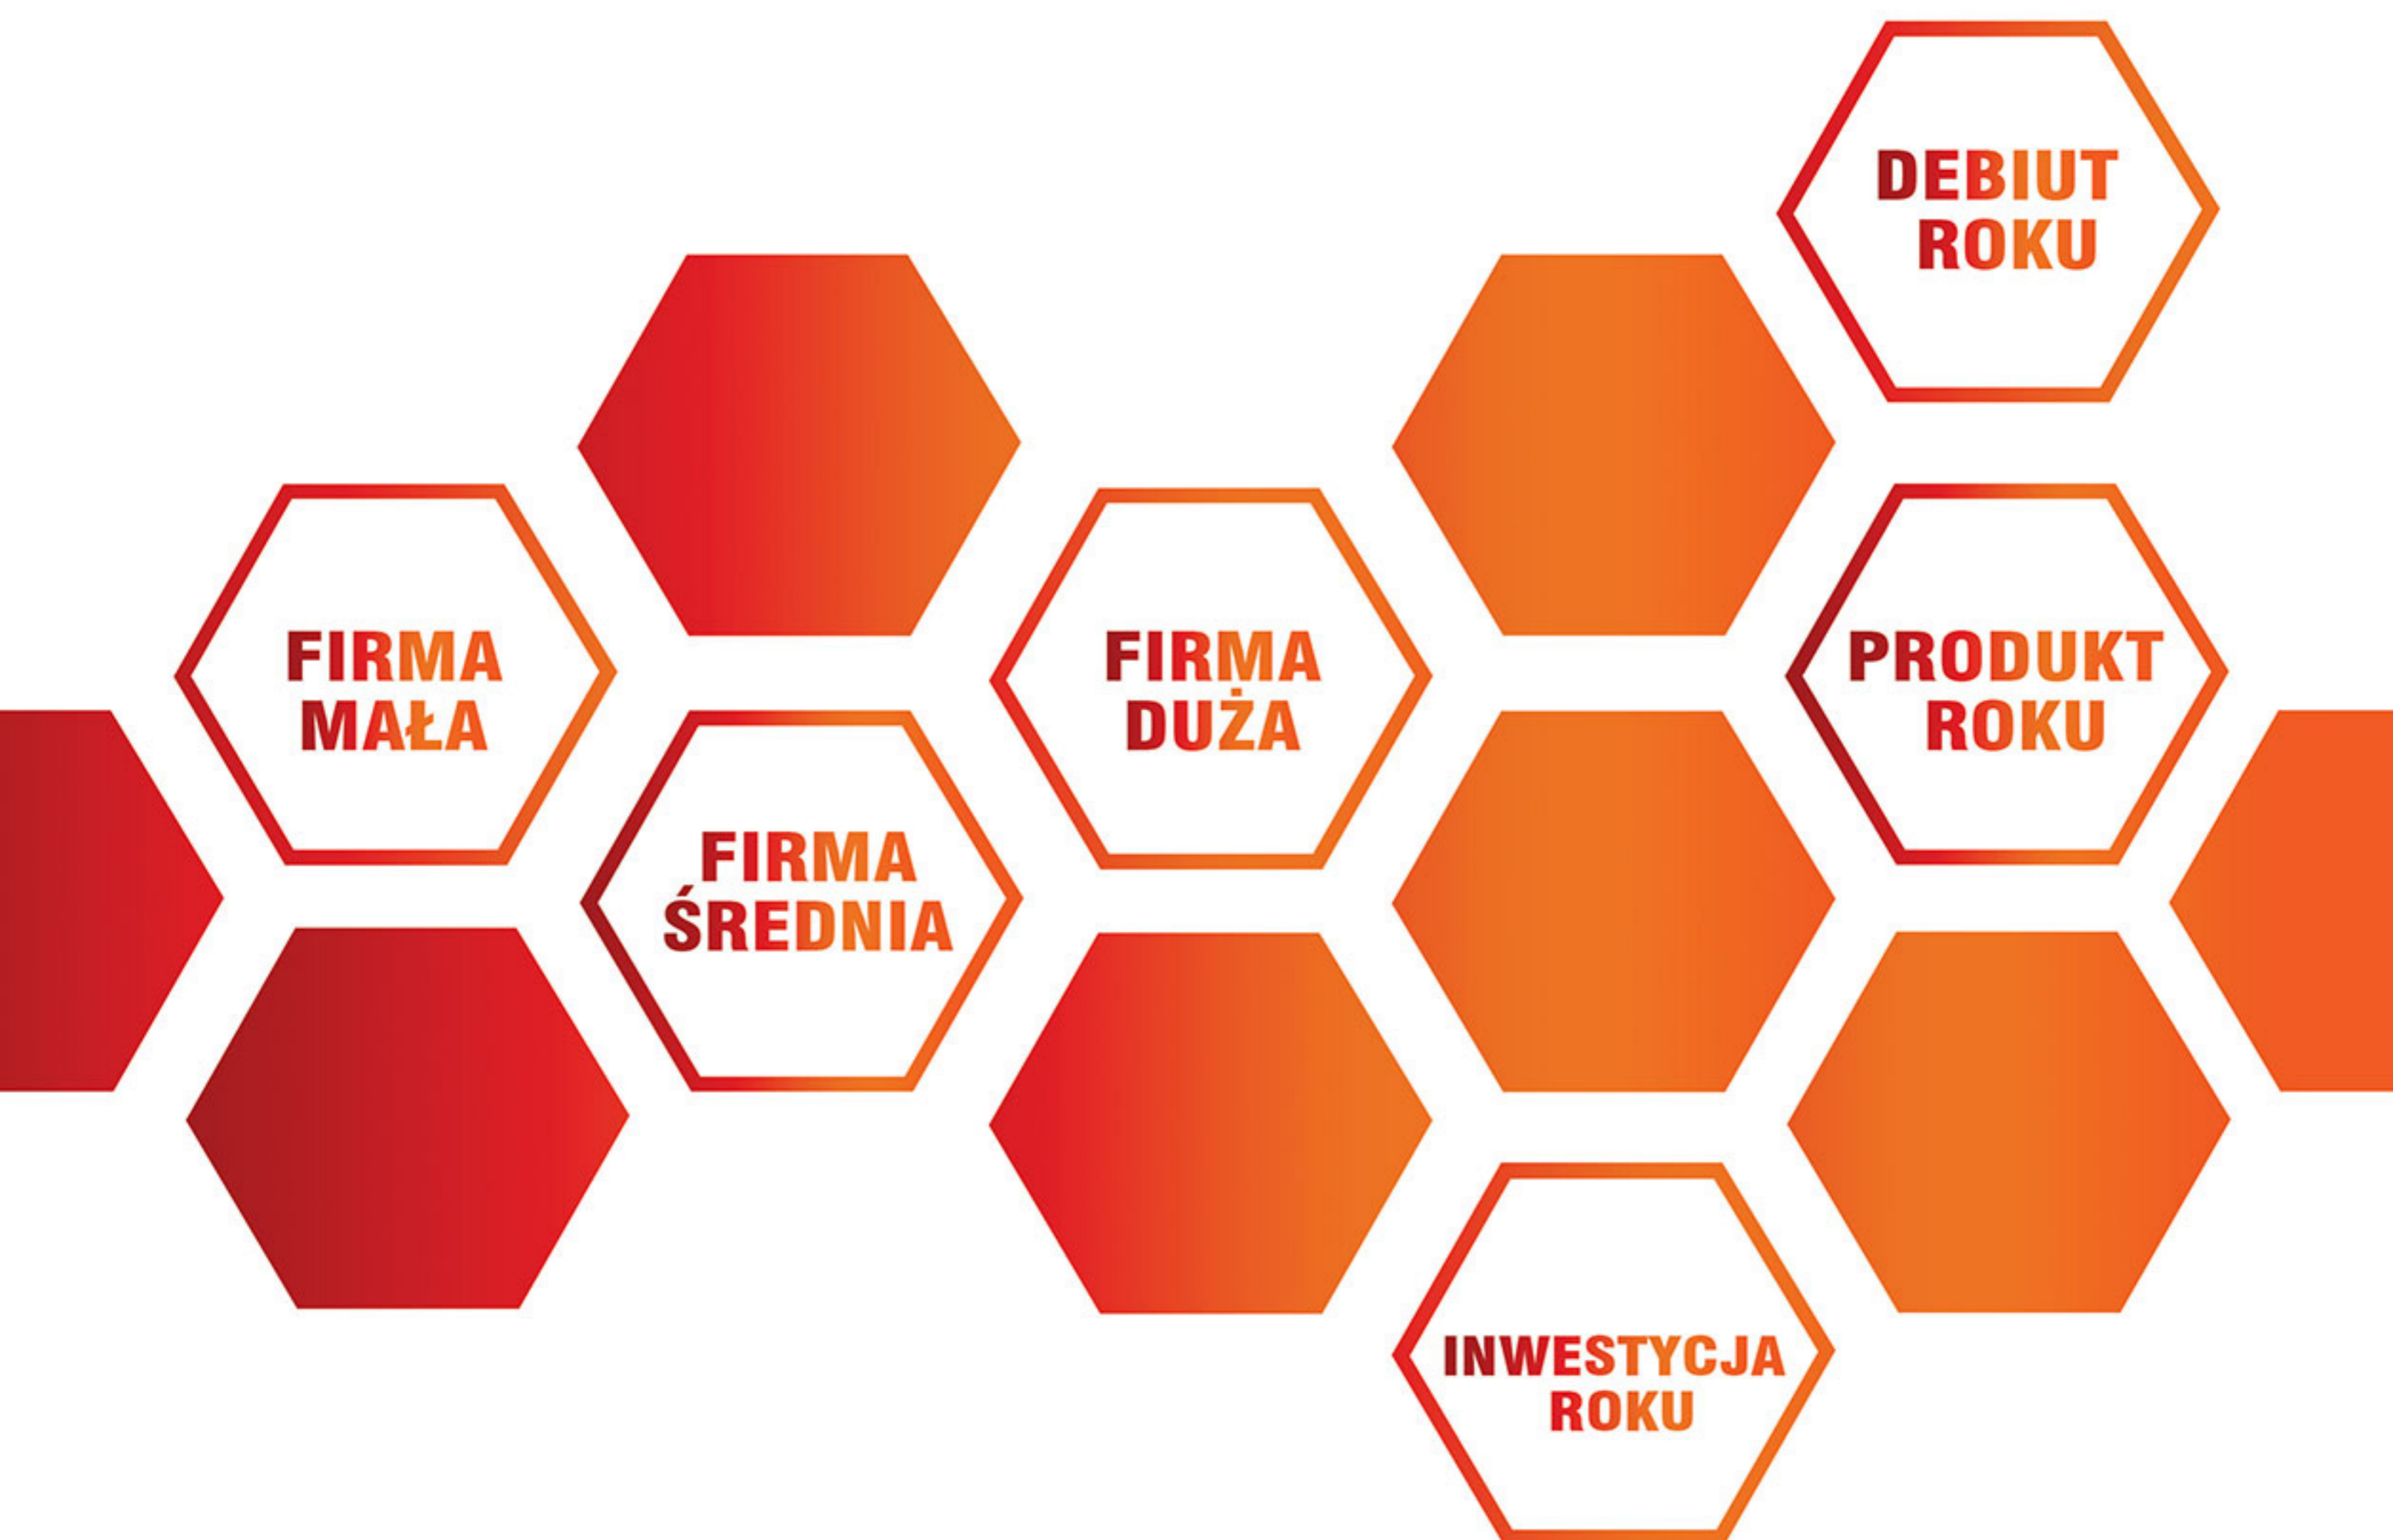 DEBIUT
ROKU
FIRMA
MAŁA
FIRMA
ŚREDNIA
FIRMA
DUŻA
PRODUKT
ROKU
INWESTYCJA
ROKU